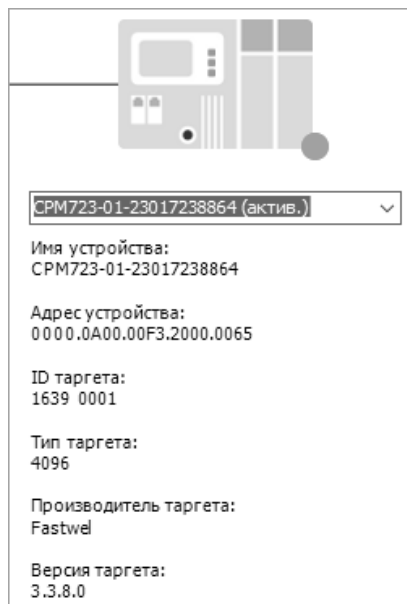 CPM723-01-23017238864 (актив.)
Имя устройства:
CPM723-01-23017238864
Адрес устройства:
0000.0A00.00F3.2000.0065
ID таргета:
1639 0001
Тип таргета:
4096
Производитель таргета:
Fastwel
Версия таргета:
3.3.8.0